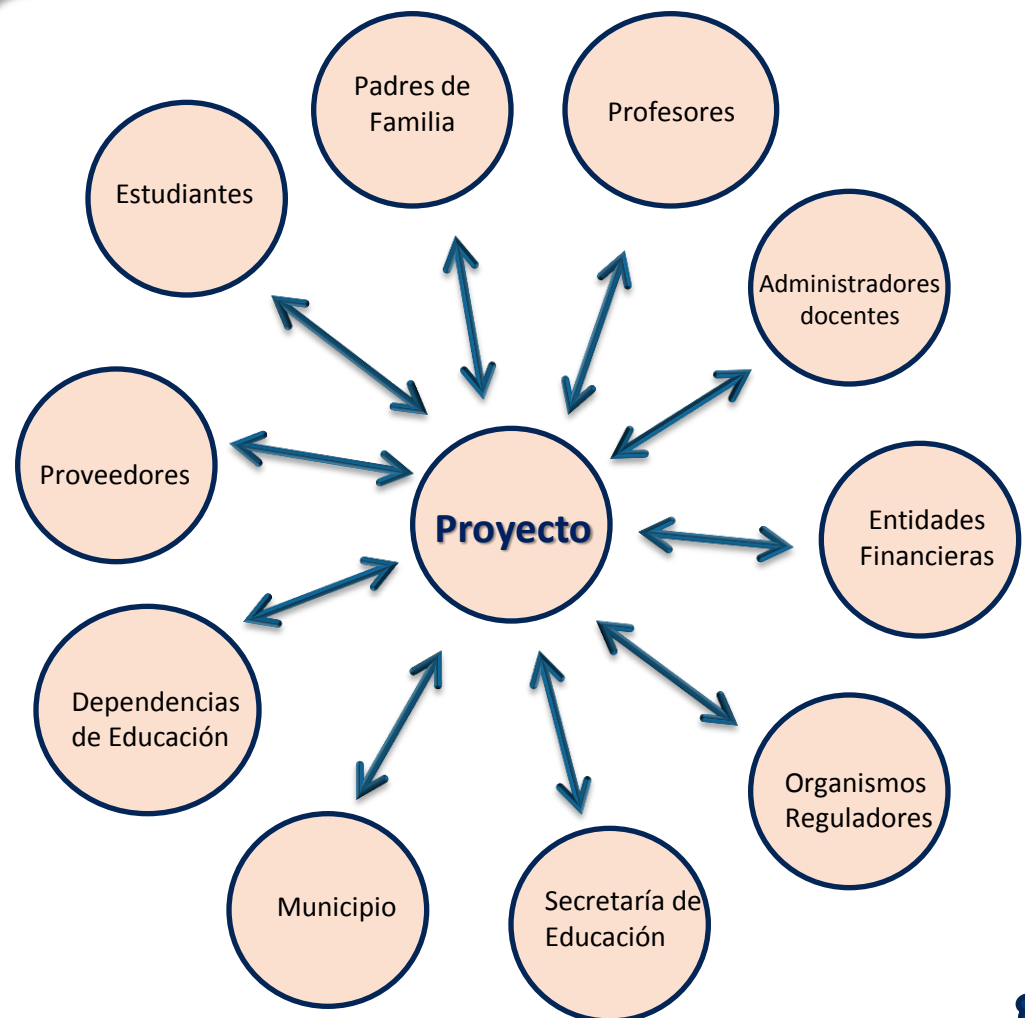 Padres de
Familia
Profesores
Estudiantes
Administradores
docentes
Proveedores
Proyecto
Entidades
Financieras
Dependencias
de Educación
Organismos
Reguladores
Municipio
Secretaría de
Educación